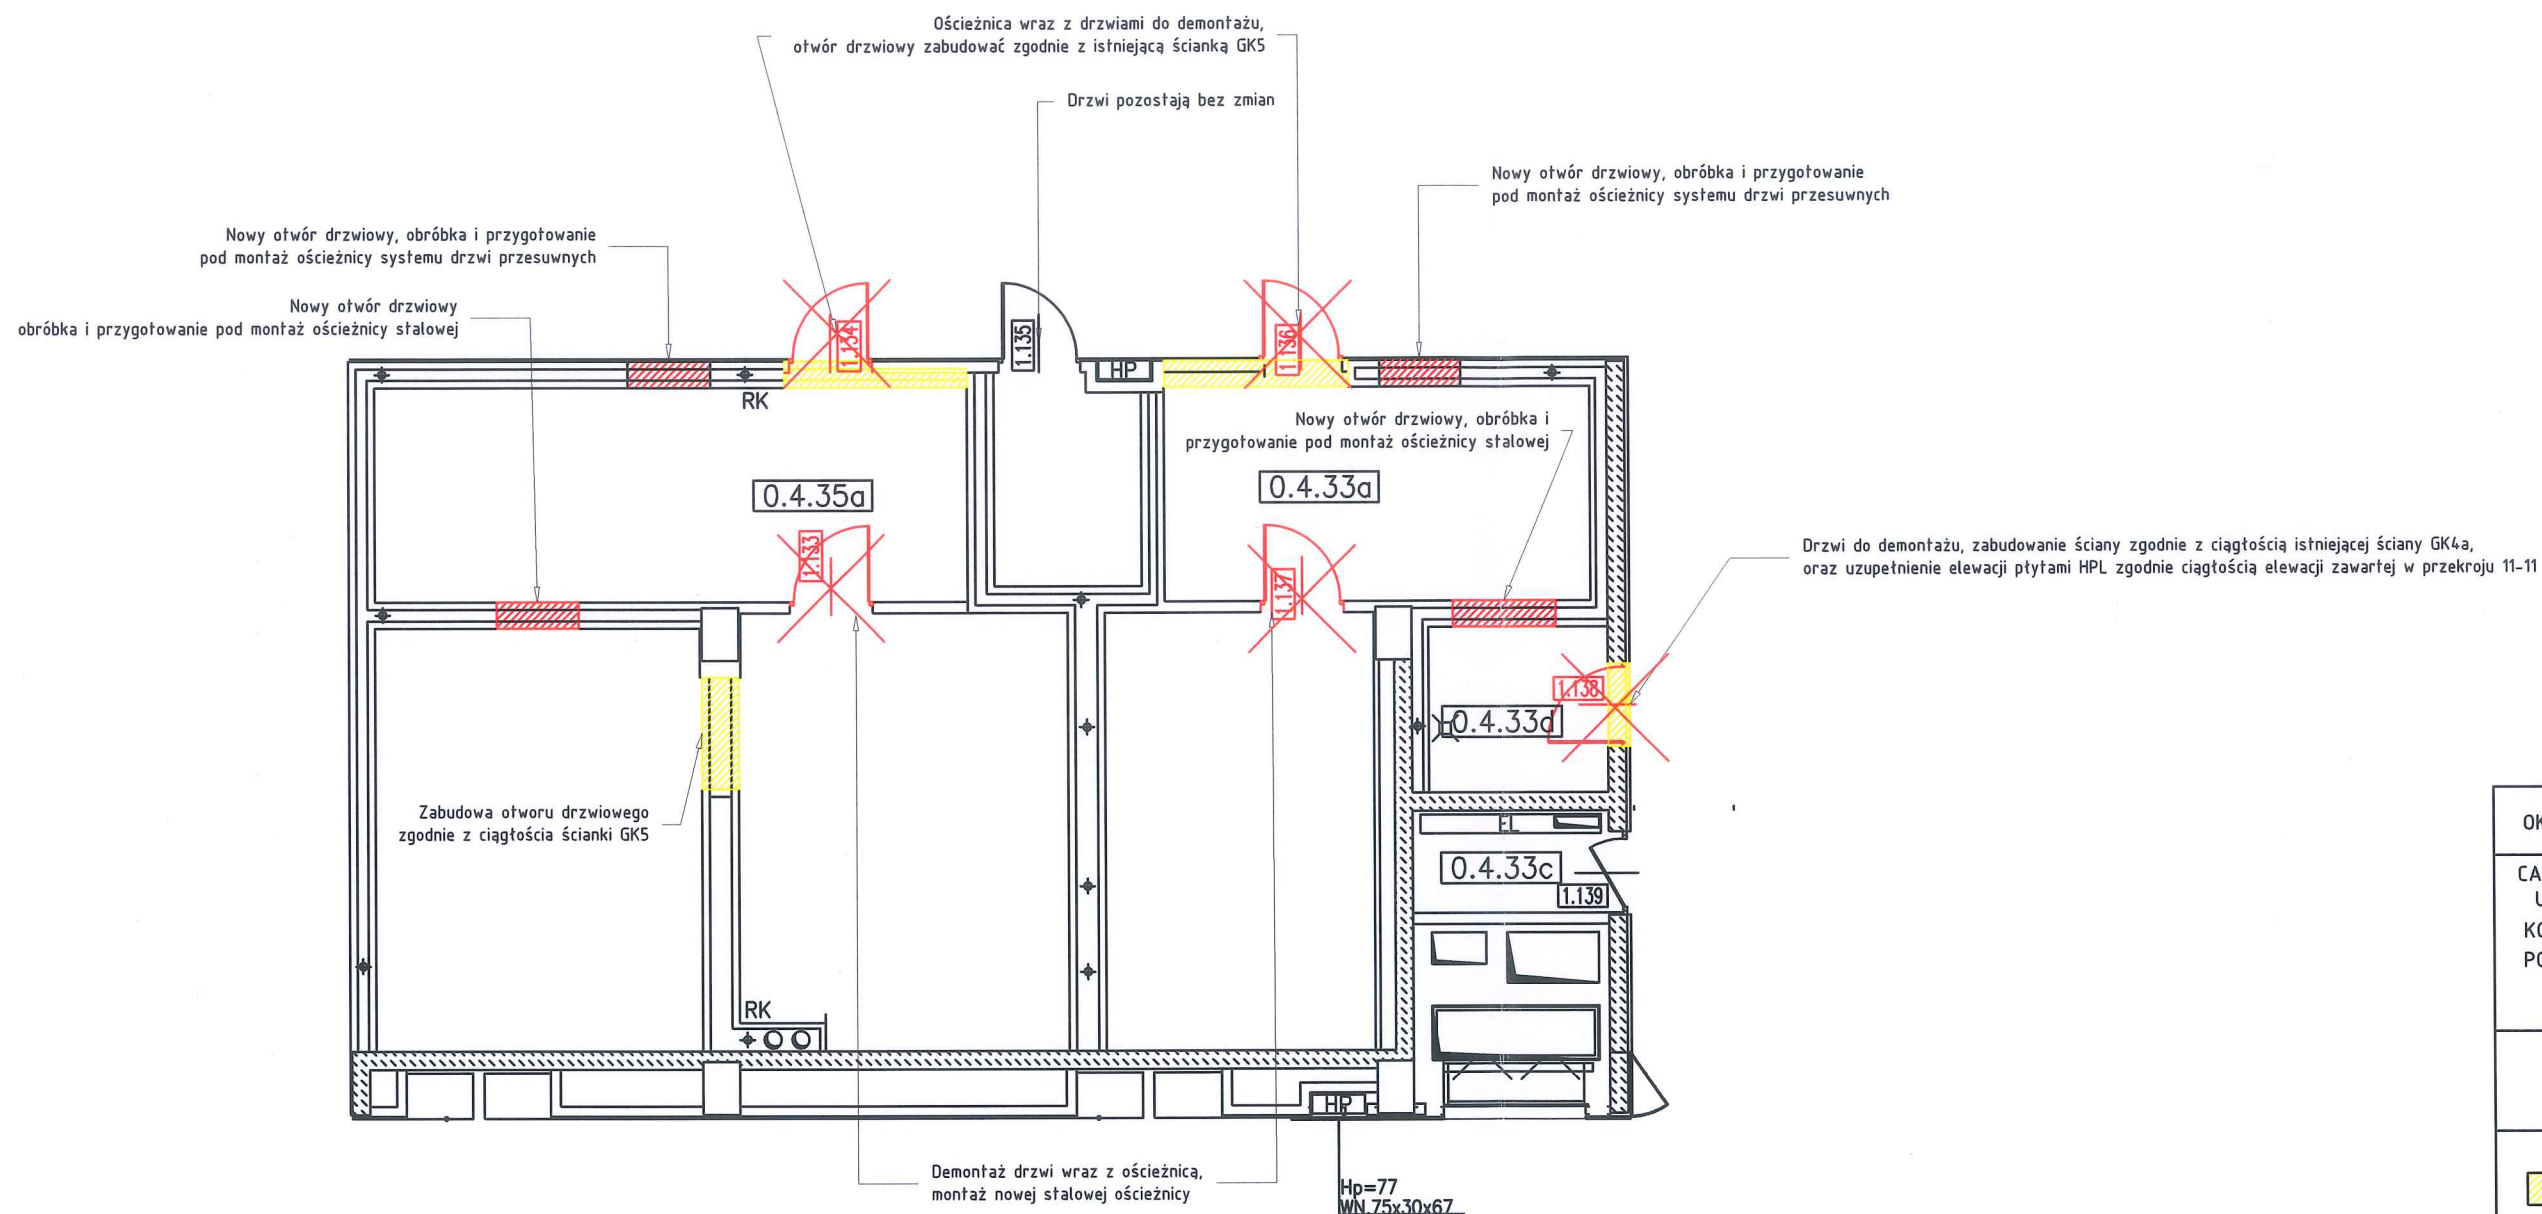 Ościeżnica wraz z drzwiami do demontażu,
otwór drzwiowy zabudować zgodnie z istniejącą ścianką GK5
Drzwi pozostają bez zmian
Nowy otwór drzwiowy, obróbka i przygotowanie
pod montaż ościeżnicy systemu drzwi przesuwnych
Nowy otwór drzwiowy, obróbka i przygotowanie
pod montaż ościeżnicy systemu drzwi przesuwnych
Nowy otwór drzwiowy
obróbka i przygotowanie pod montaż ościeżnicy stalowej
1.134
1.135
1.136
HP
RK
Nowy otwór drzwiowy, obróbka i
przygotowanie pod montaż ościeżnicy stalowej
0.4.35a
0.4.33a
1.133
1.137
Drzwi do demontażu, zabudowanie ściany zgodnie z ciągłością istniejącej ściany GK4a,
oraz uzupełnienie elewacji płytami HPL zgodnie ciągłością elewacji zawartej w przekroju 11-11
1.138
0.4.33d
Zabudowa otworu drzwiowego
zgodnie z ciągłościa ścianki GK5
EL
0.4.33c
1.139
RK
HP
Demontaż drzwi wraz z ościeżnicą,
montaż nowej stalowej ościeżnicy
Hp=77
WN.75x30x67